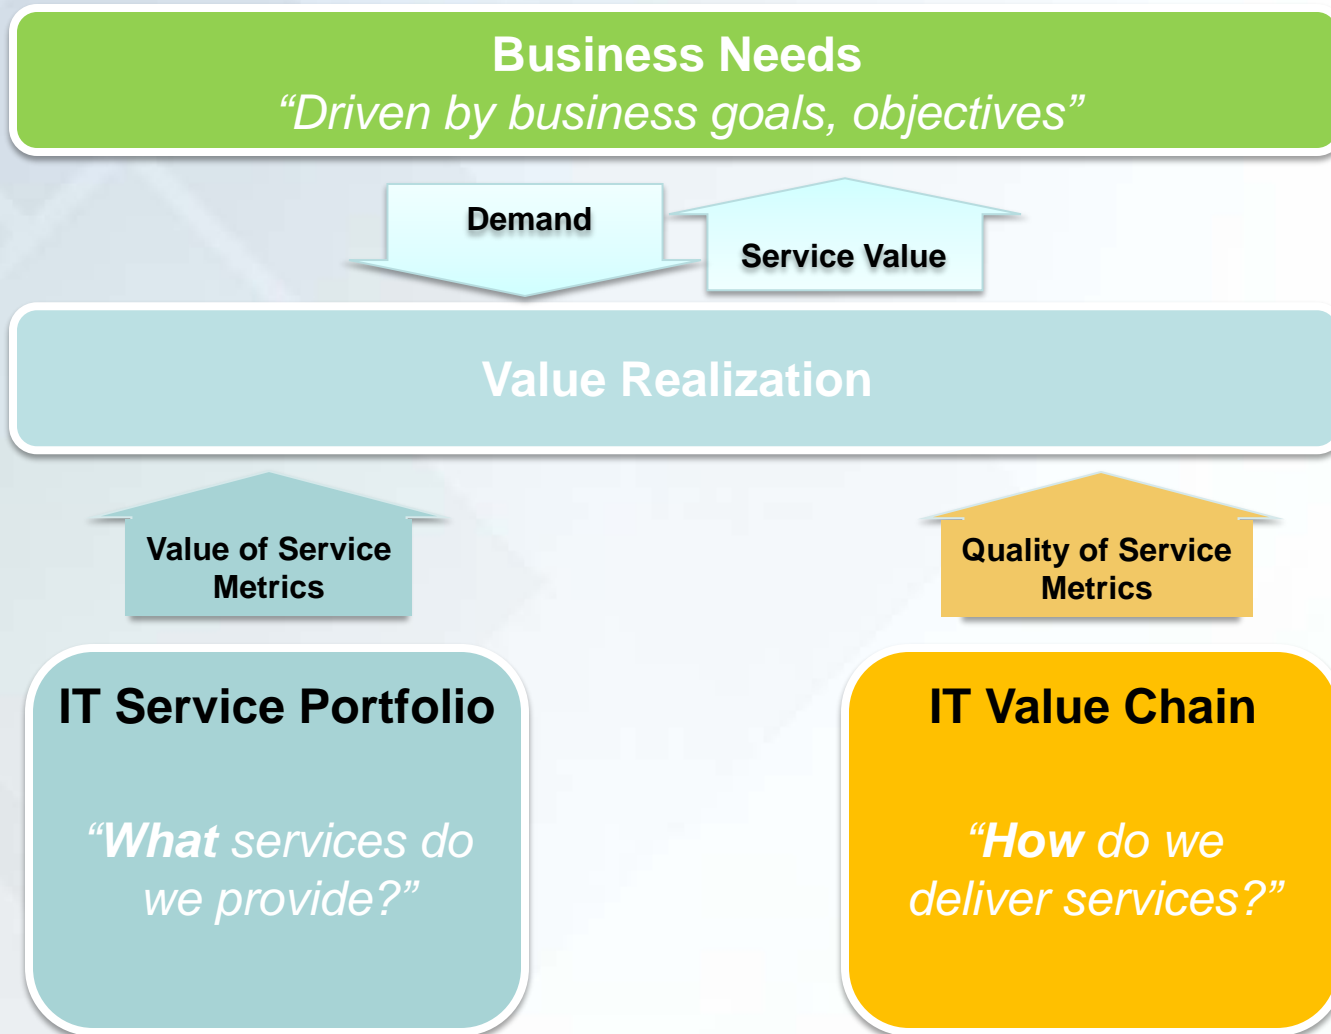 Business Needs
“Driven by business goals, objectives”
Demand
Service Value
Value Realization
Value of Service
Metrics
Quality of Service
Metrics
IT Service Portfolio
“What services do
we provide?”
IT Value Chain
“How do we
deliver services?”